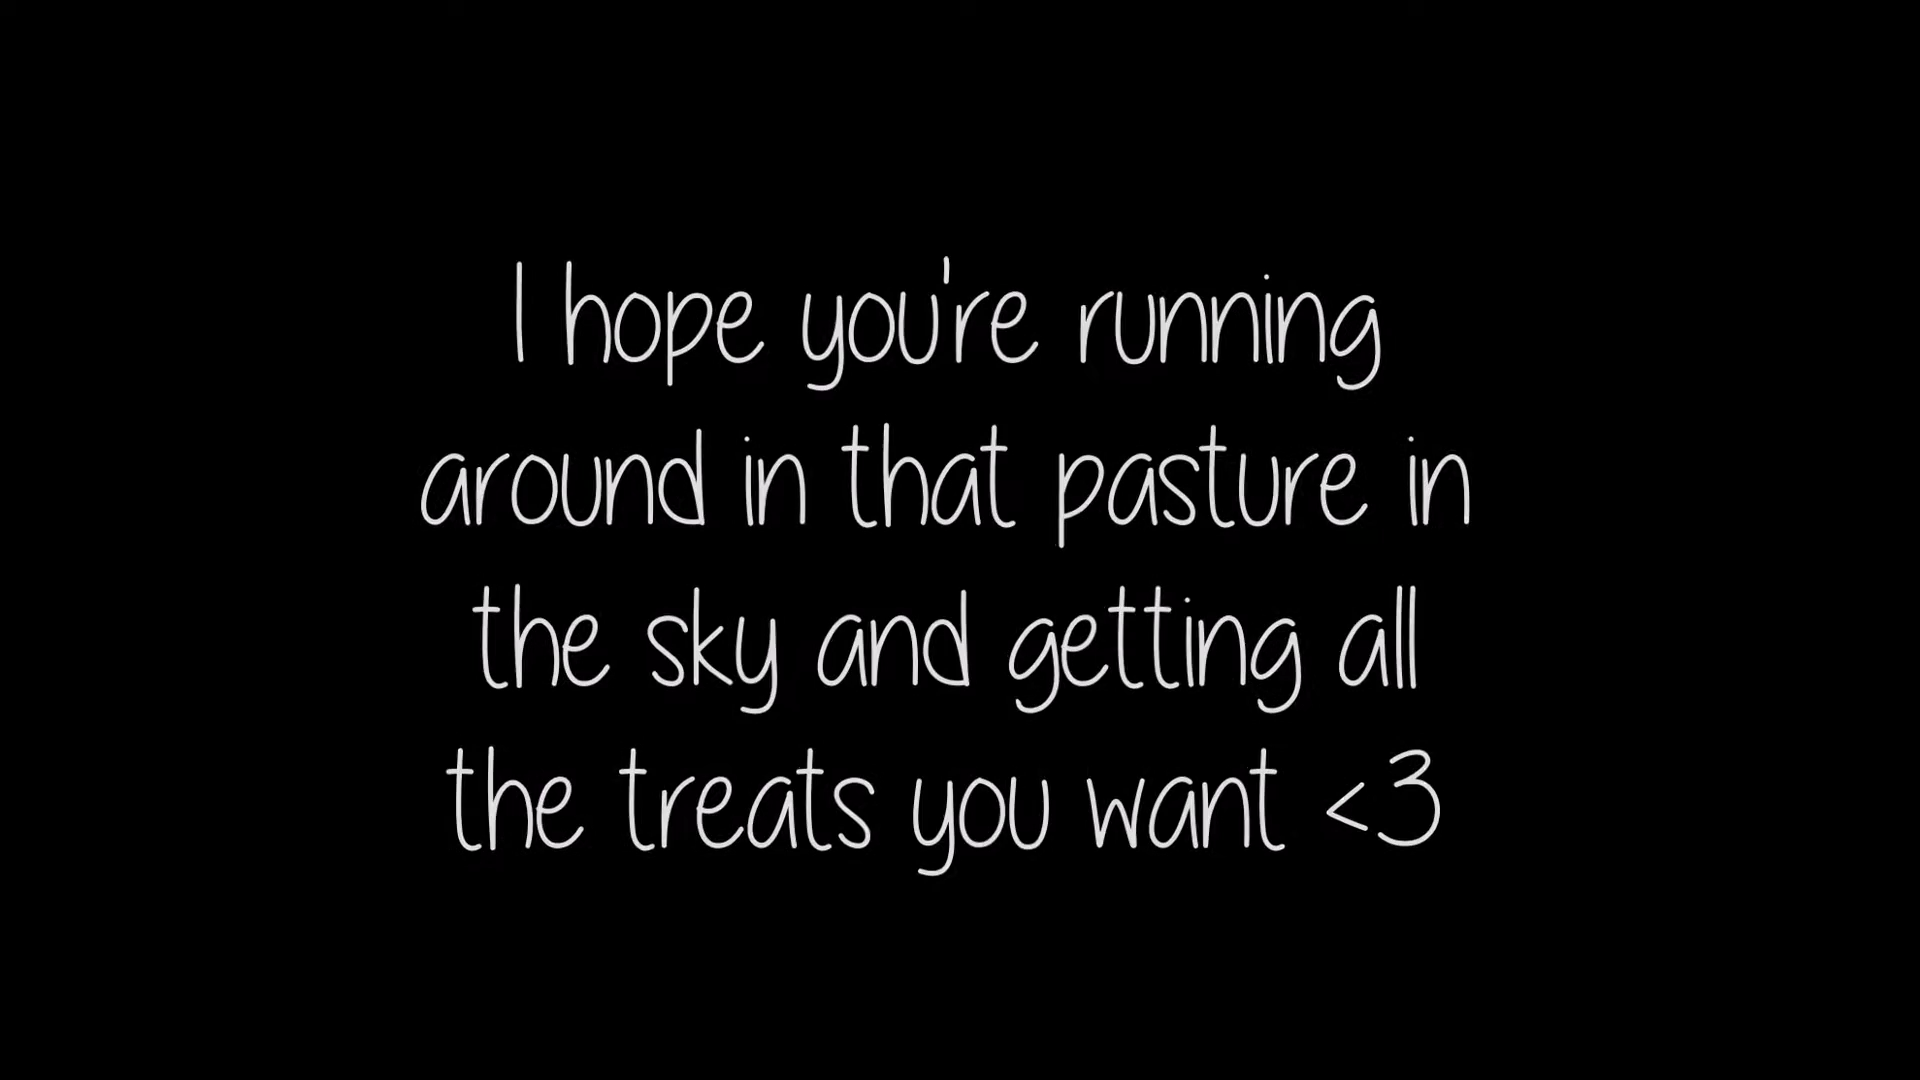 I hope you're running
around in that pasture in
the sky and getting all
the treats you want <3